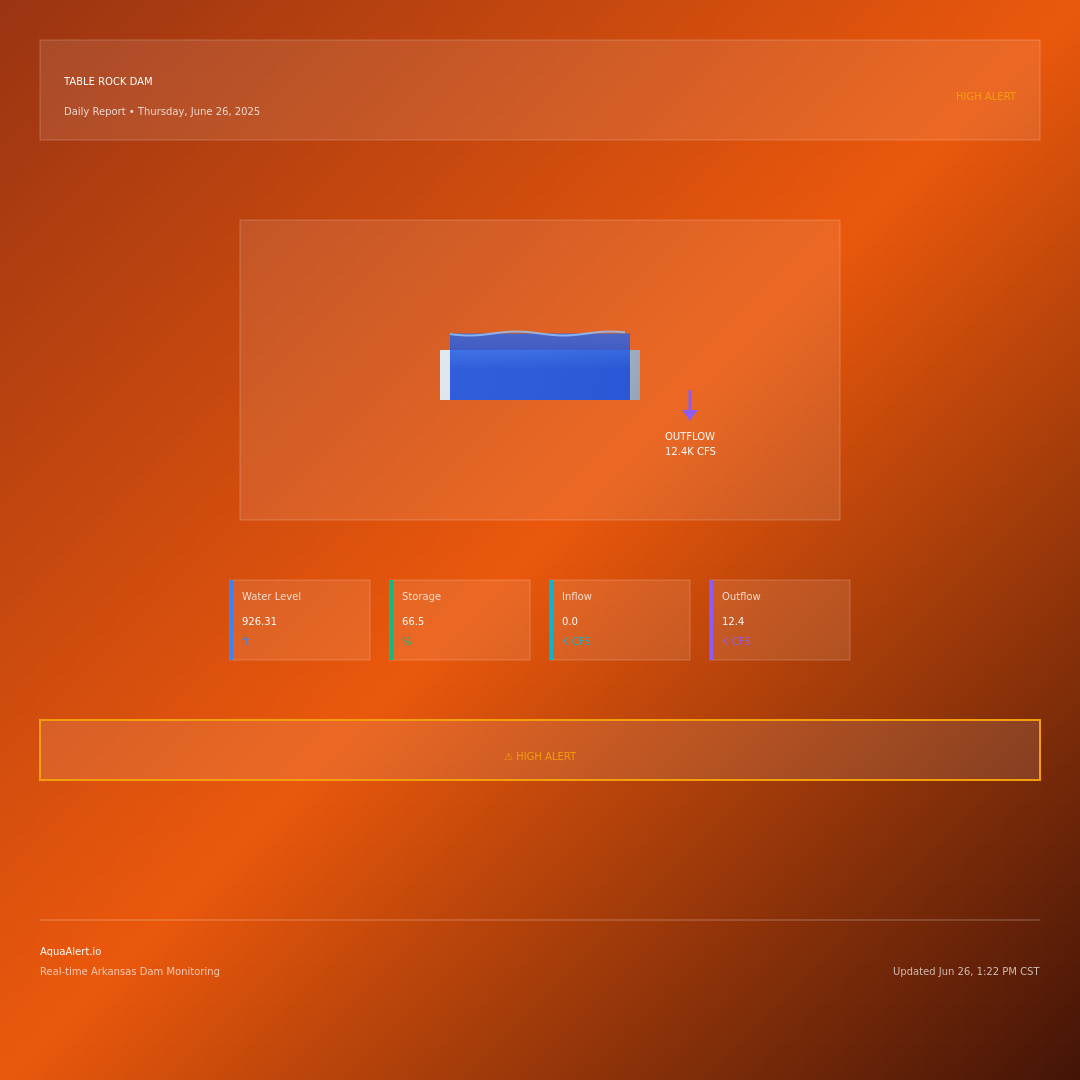 TABLE ROCK DAM
Daily Report • Thursday, June 26, 2025
HIGH ALERT
OUTFLOW
12.4K CFS
Water Level
926.31
ft
Storage
66.5
%
Inflow
0.0
K CFS
Outflow
12.4
K CFS
⚠ HIGH ALERT
AquaAlert.io
Real-time Arkansas Dam Monitoring
Updated Jun 26, 1:22 PM CST